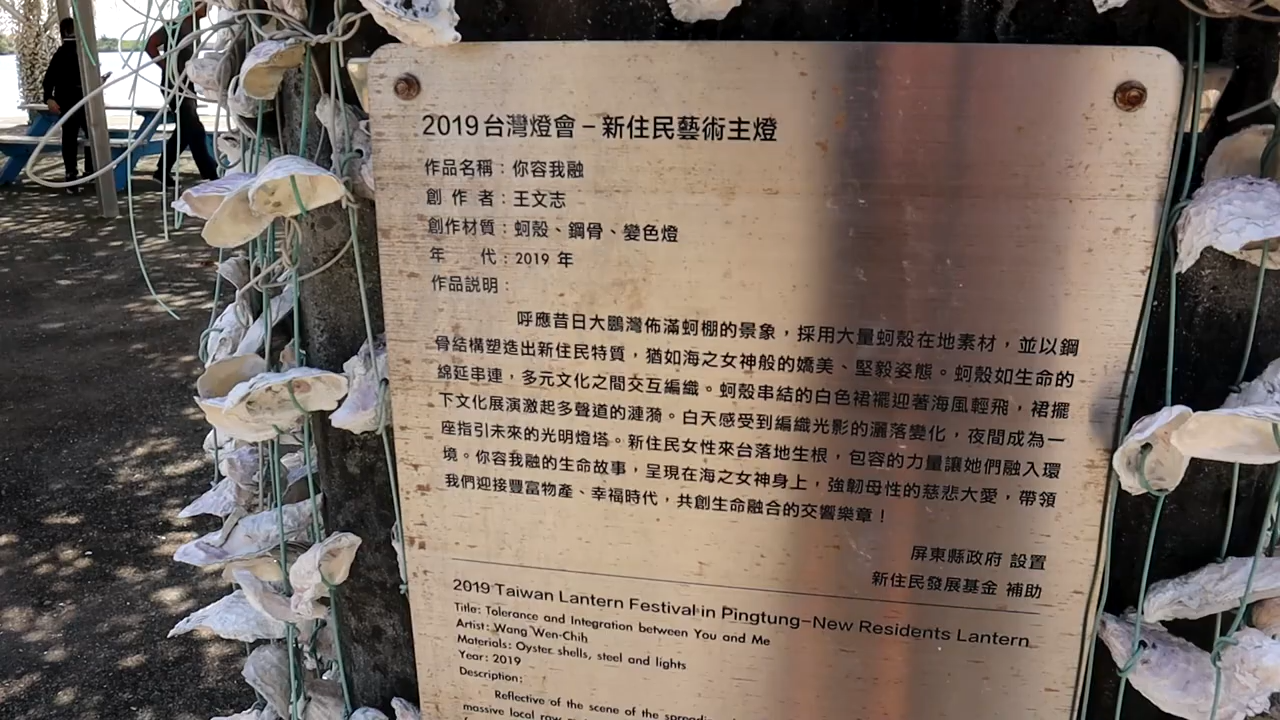 2019台灣燈會－新住民藝術主燈
作品名稱：你容我融
創 作 者：王文志
創作材質：蚵殼、鋼骨、變色燈
年　　代：2019 年
作品説明：
呼應昔日大鵬灣佈滿蚵棚的景象，採用大量蚵殼在地素材，並以鋼
骨結構塑造出新住民特質，猶如海之女神般的嬌美、堅毅姿態。蚵殼如生命的
綿延串連，多元文化之間交互編織。蚵殼串結的白色裙襬迎著海風輕飛，裙擺
下文化展演激起多聲道的漣漪。白天感受到編織光影的灑落變化，夜間成為一
座指引未來的光明燈塔。新住民女性來台落地生根，包容的力量讓她們融入環
境。你容我融的生命故事，呈現在海之女神身上，強韌母性的慈悲大愛，帶領
我們迎接豐富物產、幸福時代，共創生命融合的交響樂章！
屏東縣政府 設置
新住民發展基金 補助
2019 Taiwan Lantern Festival in Pingtung–New Residents Lantern
Title: Tolerance and Integration between You and Me
Artist: Wang Wen-Chih
Materials: Oyster shells, steel and lights
Year: 2019
Description:
Reflective of the scene of the spreading
massive local raw